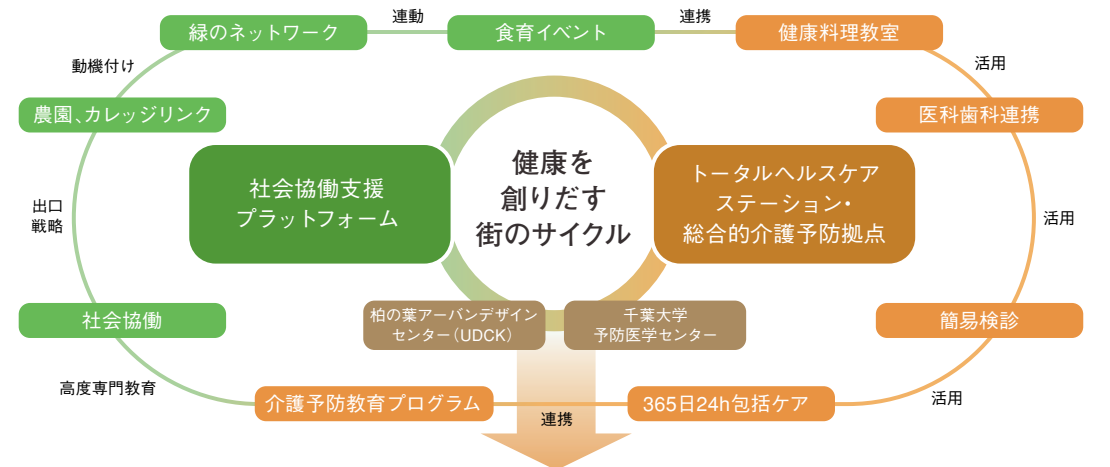 連動
連携
緑のネットワーク
食育イベント
健康料理教室
動機付け
活用
農園、カレッジリンク
医科歯科連携
健康を
創りだす
街のサイクル
社会協働支援
プラットフォーム
トータルヘルスケア
ステーション・
総合的介護予防拠点
出口
戦略
活用
社会協働
柏の葉アーバンデザイン
センター（UDCK）
千葉大学
予防医学センター
簡易検診
高度専門教育
介護予防教育プログラム
連携
365日24h包括ケア
活用